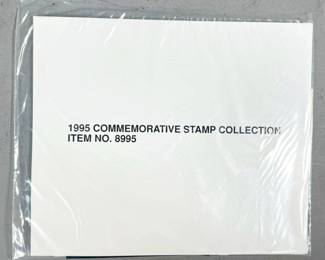 1995 COMMEMORATIVE STAMP COLLECTION
ITEM NO. 8995